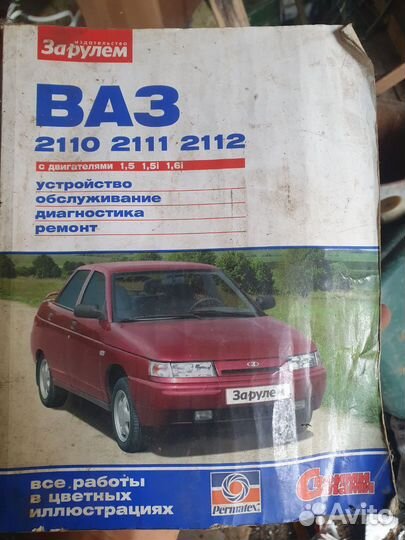 издательство
За рулем
ВАЗ
2110 2111 2112
с двигателями 1,5 1,5i 1,6i
устройство
обслуживание
диагностика
ремонт
За рулем
все работы
в цветных
иллюстрациях
Permatex
Avito